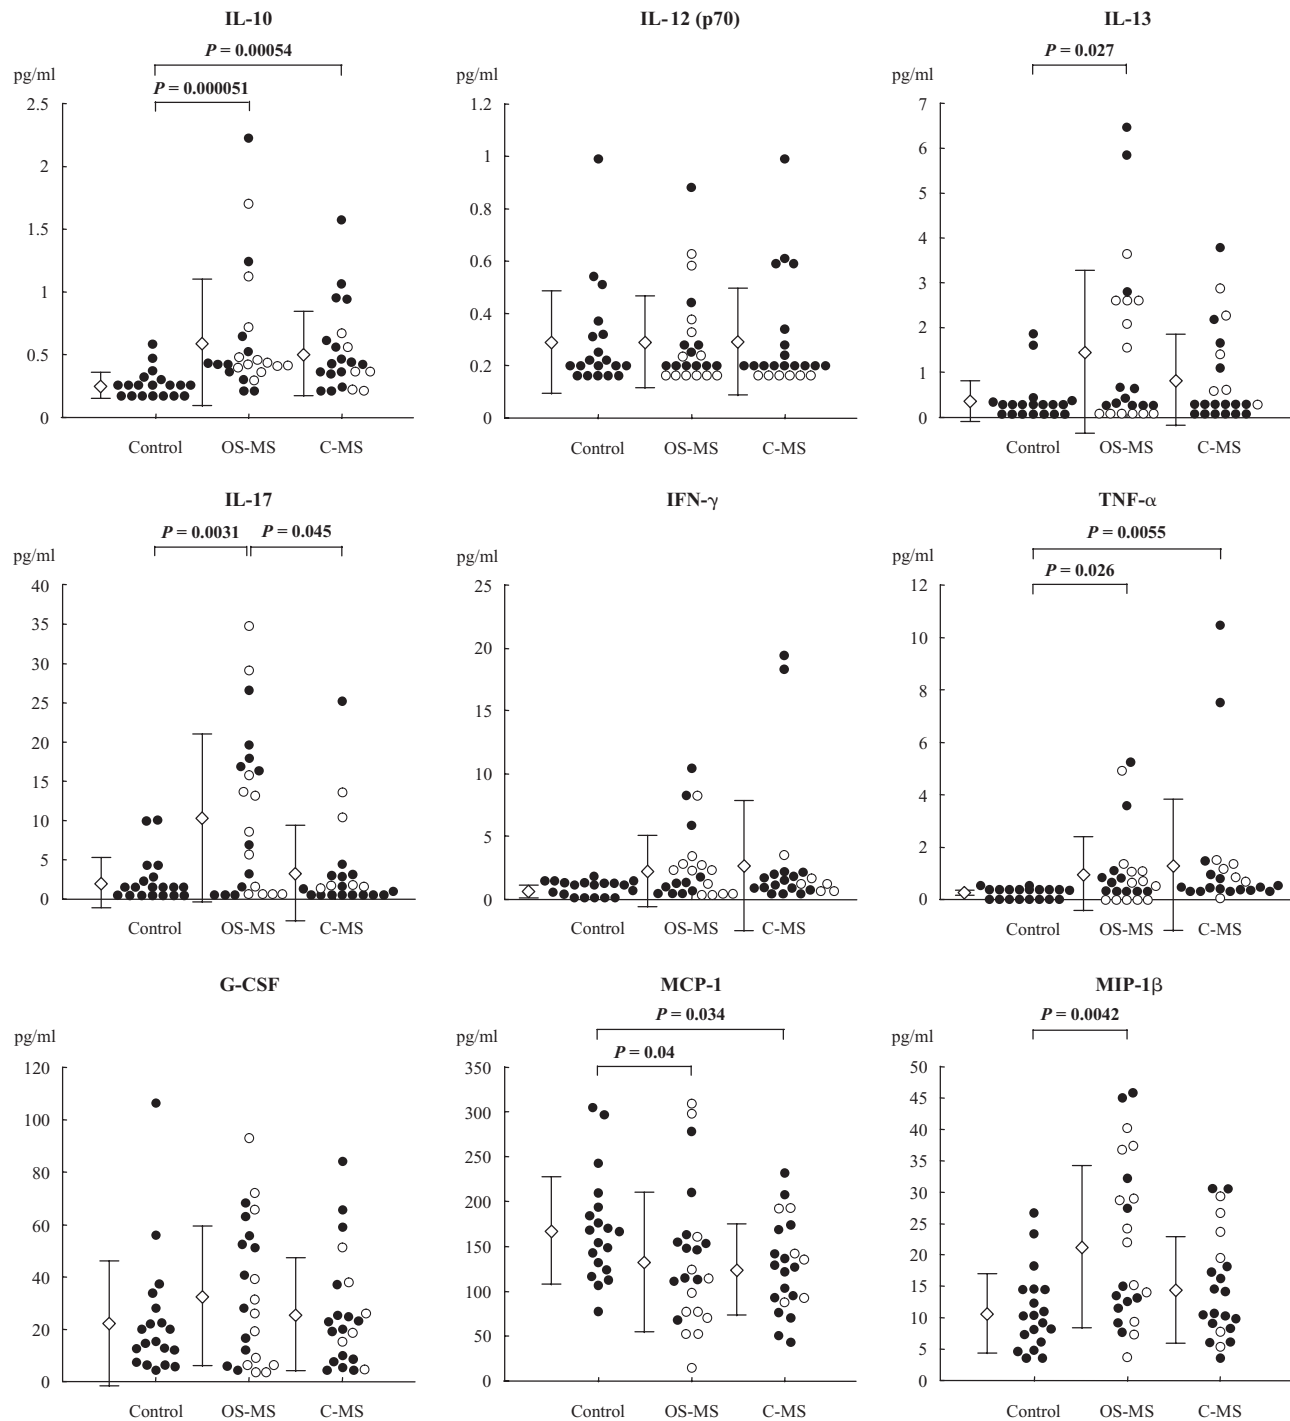 IL-10
P = 0.00054
pg/ml
P = 0.000051
2.5
2
1.5
1
0.5
0
Control OS-MS C-MS
IL-12 (p70)
pg/ml
1.2
1
0.8
0.6
0.4
0.2
0
Control OS-MS C-MS
IL-13
P = 0.027
pg/ml
7
6
5
4
3
2
1
0
Control OS-MS C-MS
IL-17
P = 0.0031 P = 0.045
pg/ml
40
35
30
25
20
15
10
5
0
Control OS-MS C-MS
IFN-γ
pg/ml
25
20
15
10
5
0
Control OS-MS C-MS
TNF-α
P = 0.0055
pg/ml
P = 0.026
12
10
8
6
4
2
0
Control OS-MS C-MS
G-CSF
pg/ml
120
100
80
60
40
20
0
Control OS-MS C-MS
MCP-1
P = 0.034
pg/ml
P = 0.04
350
300
250
200
150
100
50
0
Control OS-MS C-MS
MIP-1β
P = 0.0042
pg/ml
50
45
40
35
30
25
20
15
10
5
0
Control OS-MS C-MS